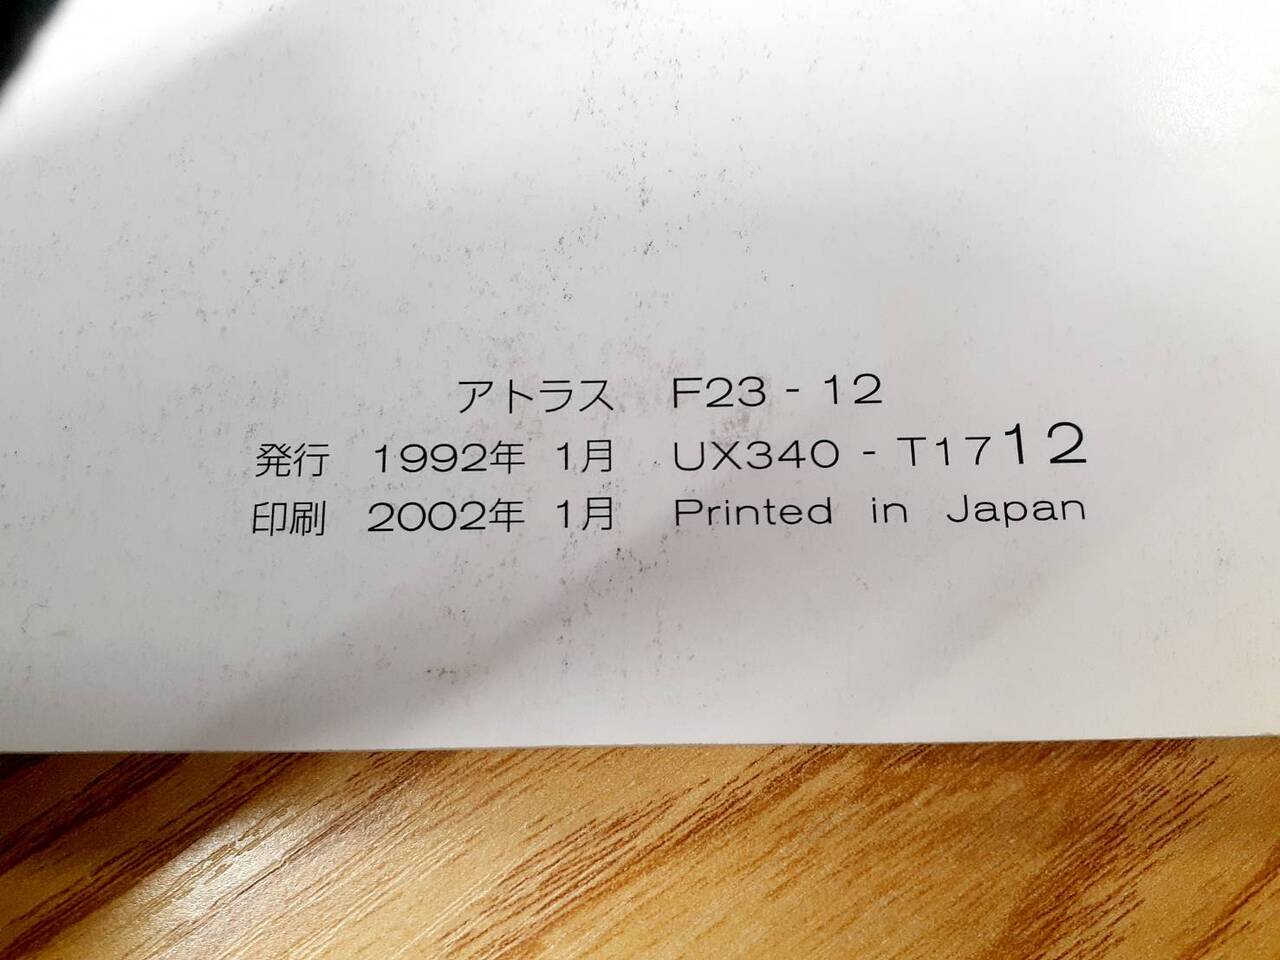 アトラス F23 - 12
発行 1992年 1月 UX340 - T1712
印刷 2002年 1月 Printed in Japan